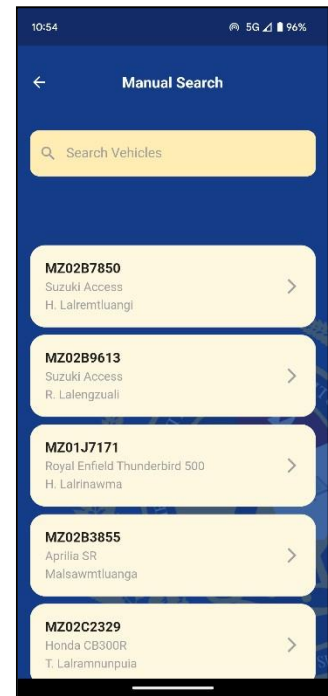 10:54 5G 96%
Manual Search
Search Vehicles
MZ02B7850
Suzuki Access
H. Lalremtluangi
MZ02B9613
Suzuki Access
R. Lalengzuali
MZ01J7171
Royal Enfield Thunderbird 500
H. Lalrinawma
MZ02B3855
Aprilia SR
Malsawmtluanga
MZ02C2329
Honda CB300R
T. Lalramnunpuia